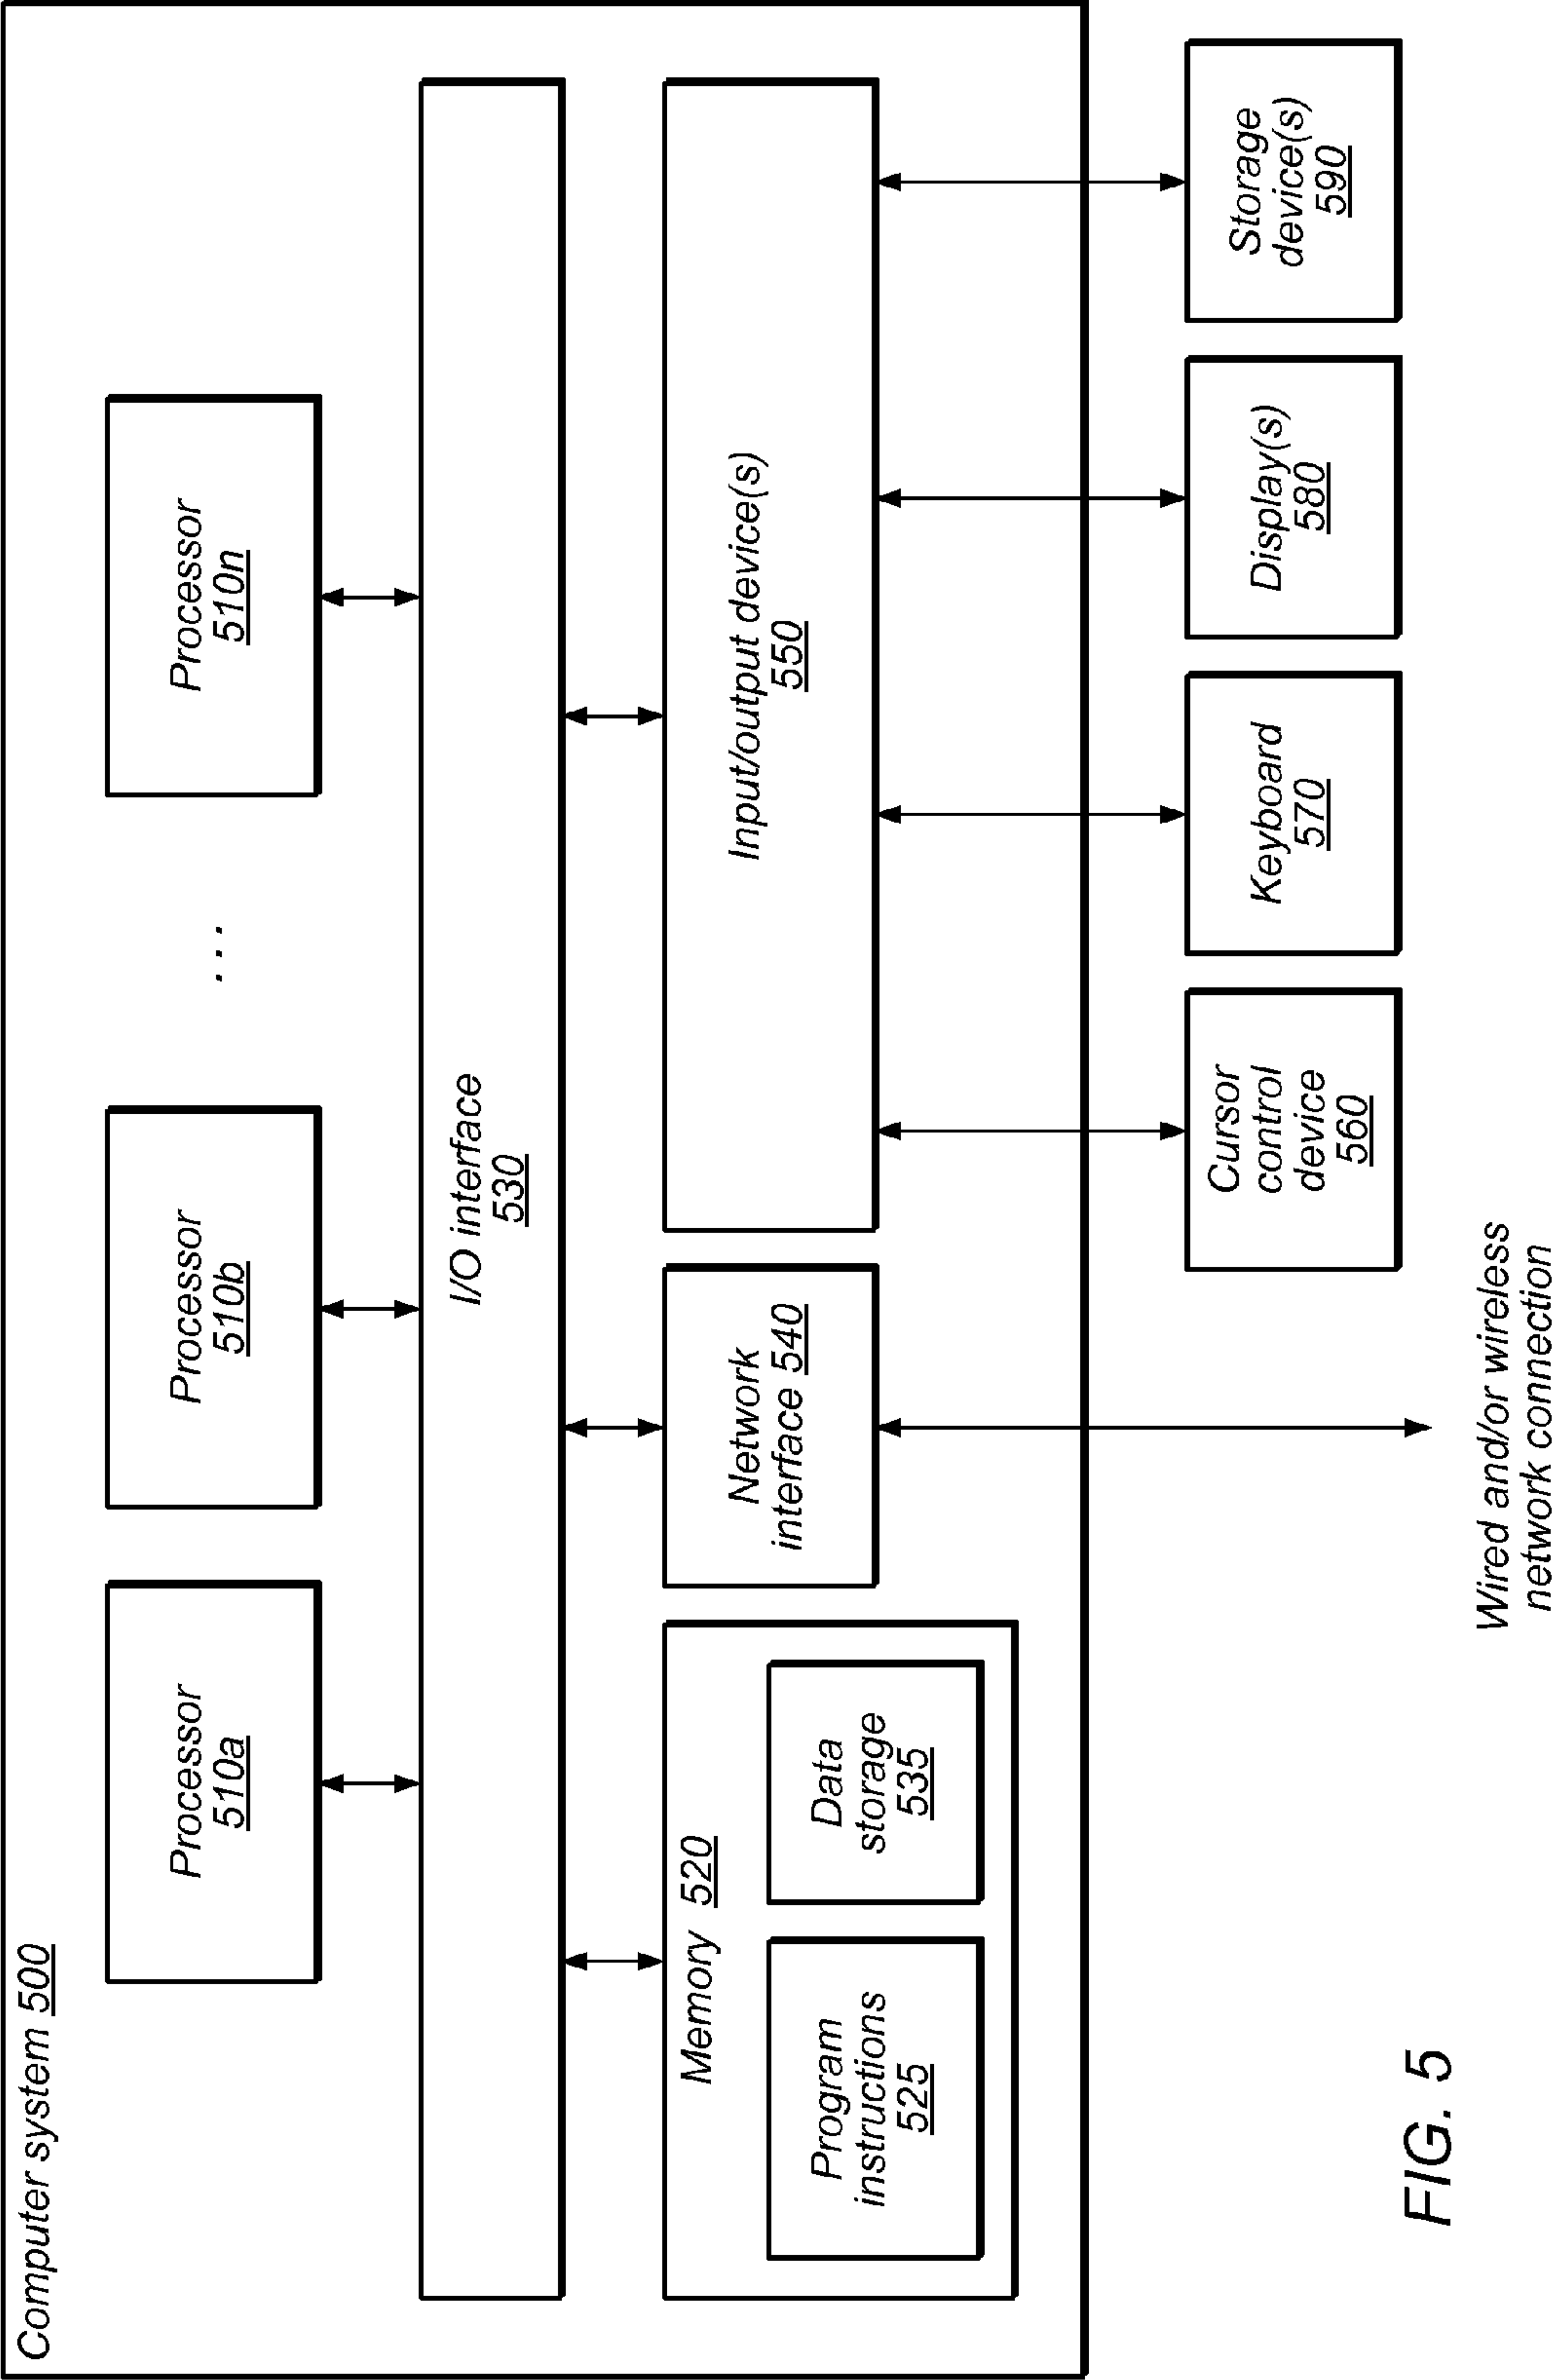 Computer system 500
Processor
510a
Processor
510b
...
Processor
510n
I/O interface
530
Memory 520
Program
instructions
525
Data
storage
535
Network
interface 540
Input/output device(s)
550
Cursor
control
device
560
Keyboard
570
Display(s)
580
Storage
device(s)
590
Wired and/or wireless
network connection
FIG. 5